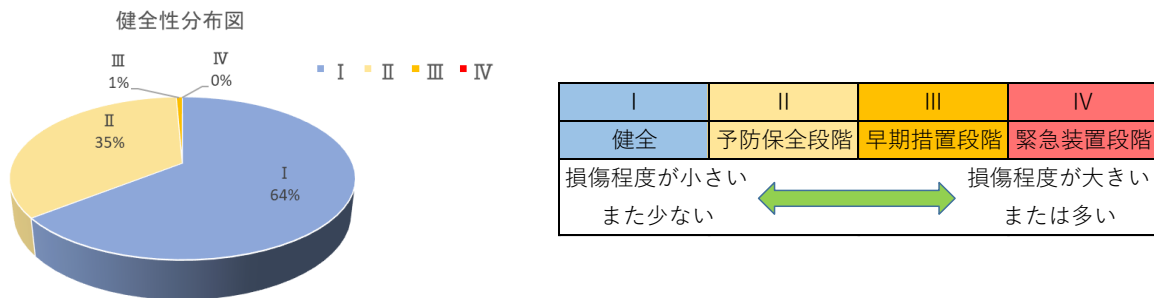 健全性分布図
Ⅲ
1%
Ⅳ
0%
Ⅰ Ⅱ Ⅲ Ⅳ
Ⅱ
35%
Ⅰ
64%
Ⅰ Ⅱ Ⅲ Ⅳ
健全 予防保全段階 早期措置段階 緊急装置段階
損傷程度が小さい 損傷程度が大きい
また少ない または多い